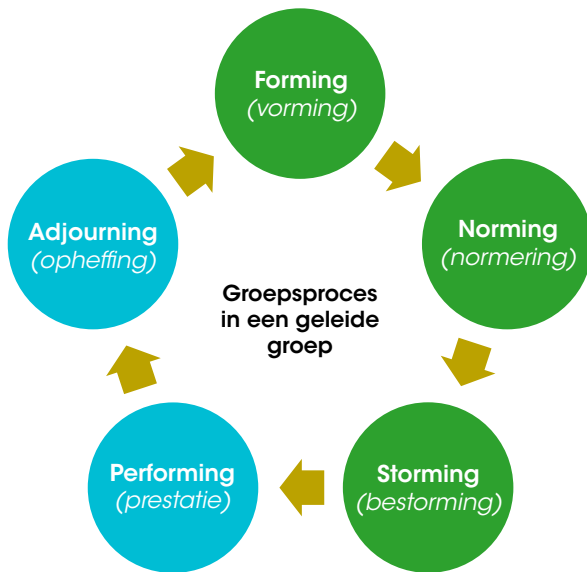 Forming
(vorming)
Norming
(normering)
Storming
(bestorming)
Performing
(prestatie)
Adjourning
(opheffing)
Groepsproces
in een geleide
groep